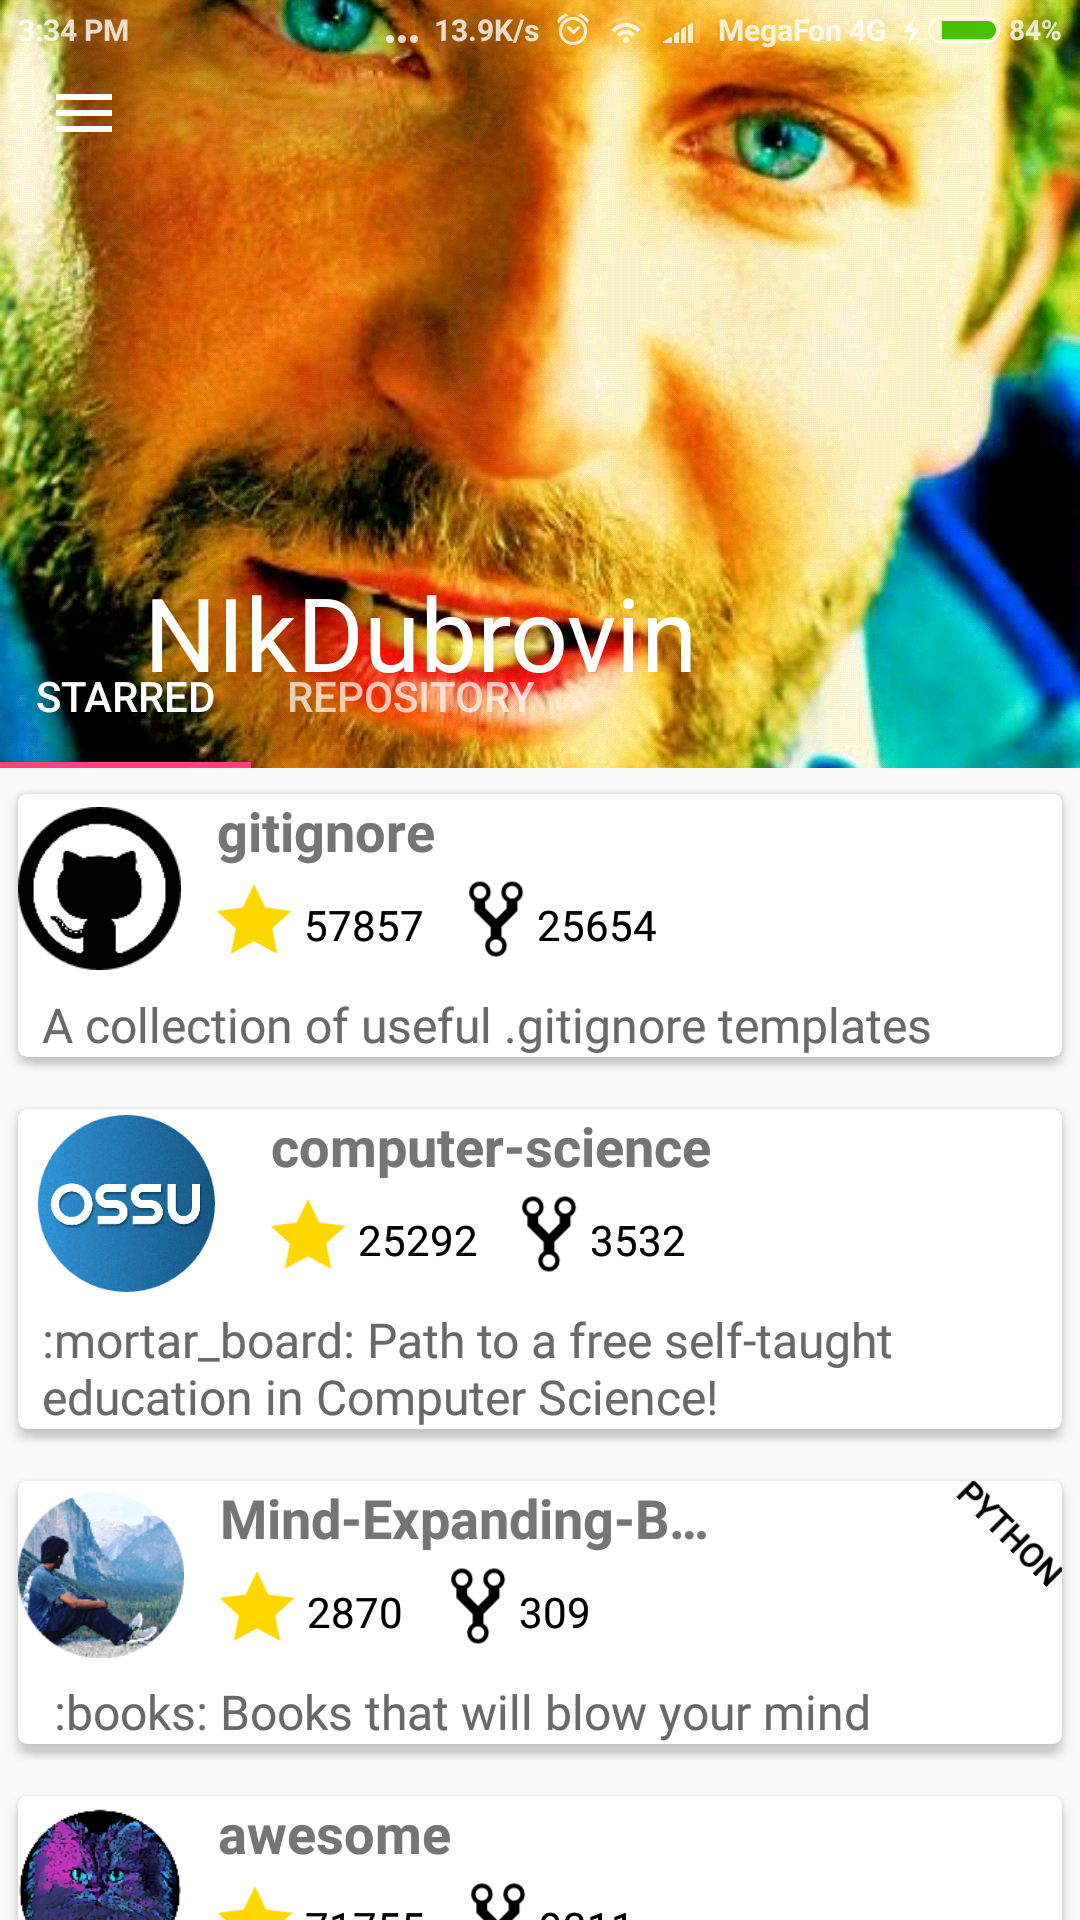 3:34 PM ... 13.9K/s MegaFon 4G 84%
NIkDubrovin
STARRED REPOSITORY
gitignore
57857 25654
A collection of useful .gitignore templates
OSSU
computer-science
25292 3532
:mortar_board: Path to a free self-taught
education in Computer Science!
Mind-Expanding-B...
PYTHON
2870 309
:books: Books that will blow your mind
awesome